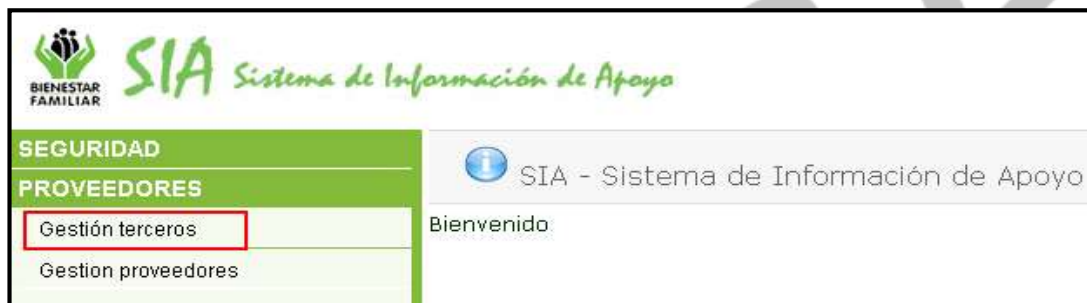 BIENESTAR
FAMILIAR
SIA Sistema de Información de Apoyo
SEGURIDAD
PROVEEDORES
Gestión terceros
Gestion proveedores
SIA - Sistema de Información de Apoyo
Bienvenido